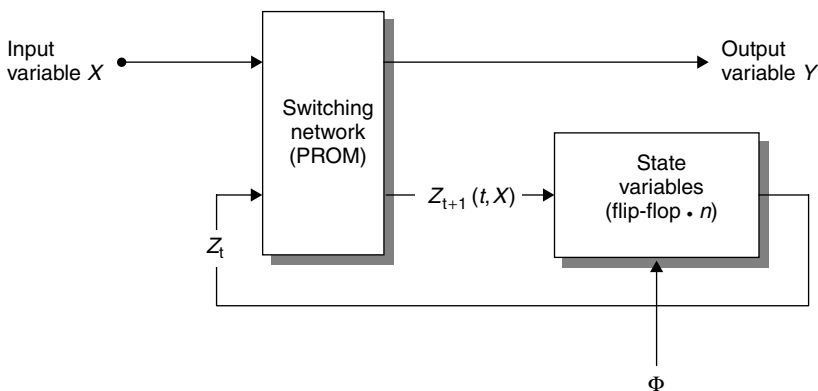 Input
variable X
Switching
network
(PROM)
Output
variable Y
Z_{t+1} (t, X)
State
variables
(flip-flop • n)
Z_t
Φ